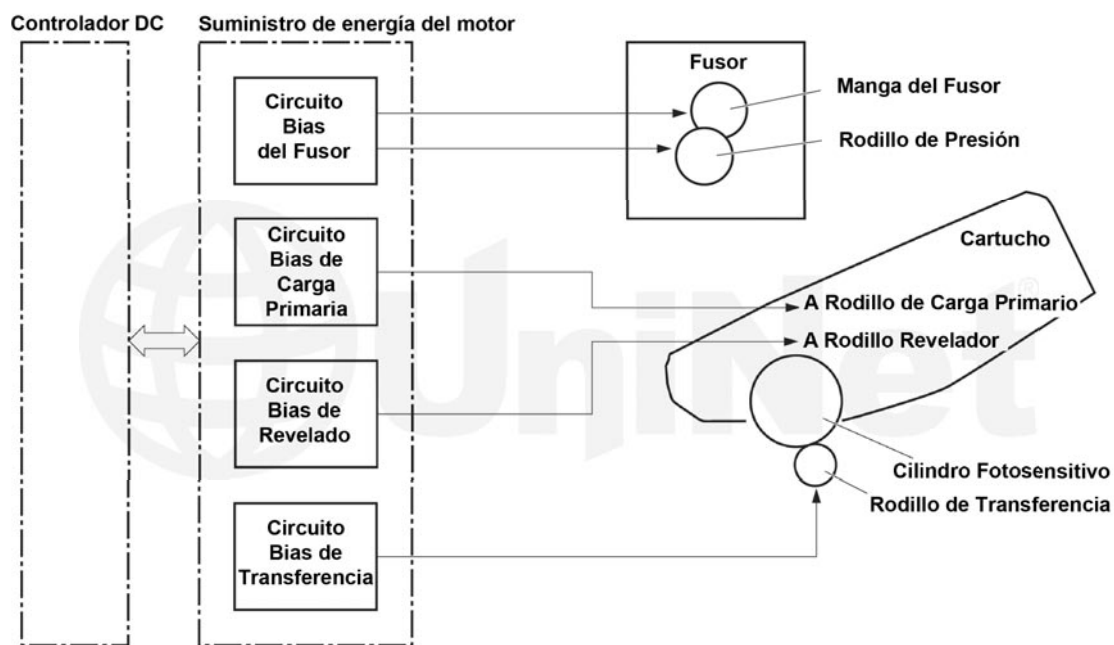 Controlador DC
Suministro de energía del motor
Circuito
Bias
del Fusor
Circuito
Bias de
Carga
Primaria
Circuito
Bias de
Revelado
Circuito
Bias de
Transferencia
Fusor
Manga del Fusor
Rodillo de Presión
Cartucho
A Rodillo de Carga Primario
A Rodillo Revelador
Cilindro Fotosensitivo
Rodillo de Transferencia
UniNet®